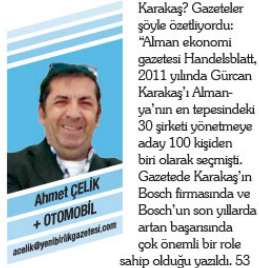 Karakaş? Gazeteler
şöyle özetliyordu:
“Alman ekonomi
gazetesi Handelsblatt,
2011 yılında Gürcan
Karakaş’ı Alman-
ya’nın en tepesindeki
30 şirketi yönetmeye
aday 100 kişiden
biri olarak seçmişti.
Gazetede Karakaş’ın
Bosch firmasında ve
Bosch’un son yıllarda
artan başarısında
çok önemli bir role
sahip olduğu yazıldı. 53
Ahmet ÇELİK
+ OTOMOBİL
acelik@yenibirlikgazetesi.com